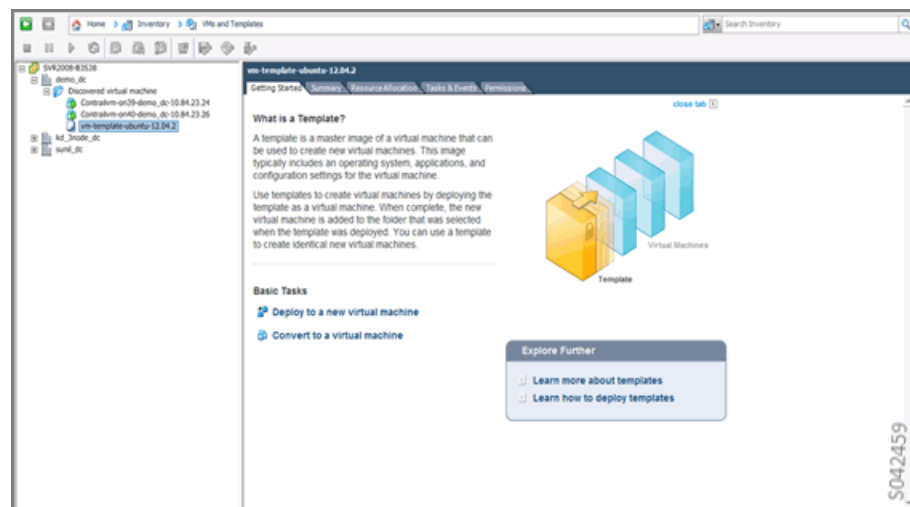 Home Inventory VMs and Templates
Search Inventory
demo_dc
Discovered virtual machine
Contrailvm-on39-demo_dc-10.84.23.24
Contrailvm-on40-demo_dc-10.84.23.26
vm-template-ubuntu-12.04.2
kd_3node_dc
sunil_dc
vm-template-ubuntu-12.04.2
Getting Started Summary Resource Allocation Tasks & Events Permissions
close tab
What is a Template?
A template is a master image of a virtual machine that can
be used to create new virtual machines. This image
typically includes an operating system, applications, and
configuration settings for the virtual machine.
Use templates to create virtual machines by deploying the
template as a virtual machine. When complete, the new
virtual machine is added to the folder that was selected
when the template was deployed. You can use a template
to create identical new virtual machines.
Virtual Machines
Template
Basic Tasks
Deploy to a new virtual machine
Convert to a virtual machine
Explore Further
Learn more about templates
Learn how to deploy templates
S042459